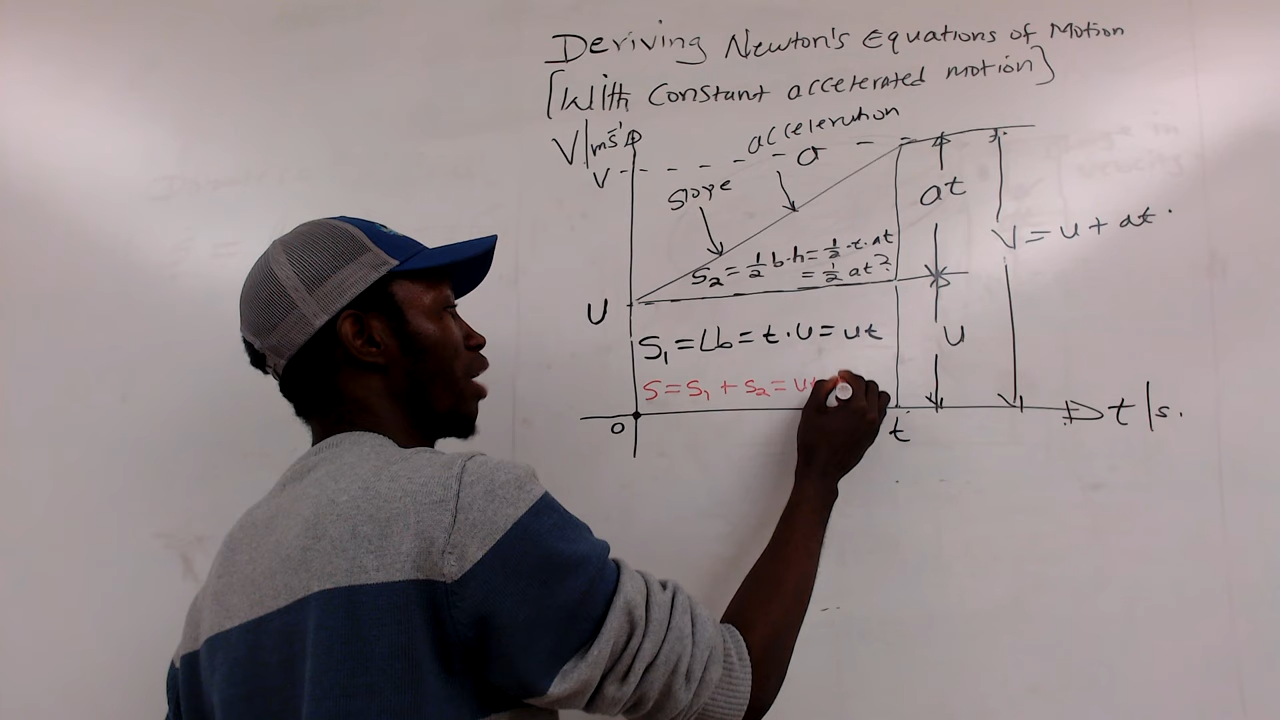 Deriving Newton's Equations of Motion
[With constant accelerated motion]
V/ms⁻¹
acceleration
V
a
slope
at
V = u + at.
S₂ = ½ b·h = ½·t·at
= ½ at²
U
S₁ = Lb = t·u = ut
u
S = S₁ + S₂ = ut
0
t
t/s.